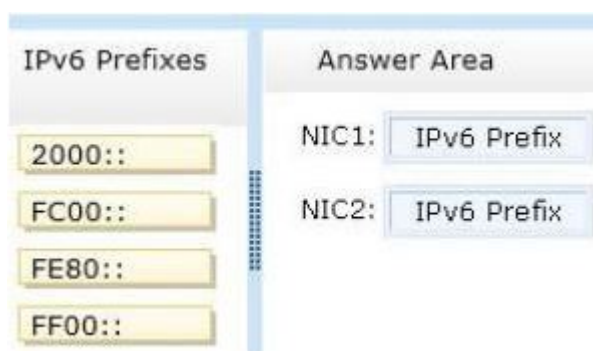 IPv6 Prefixes
2000::
FC00::
FE80::
FF00::
Answer Area
NIC1: IPv6 Prefix
NIC2: IPv6 Prefix